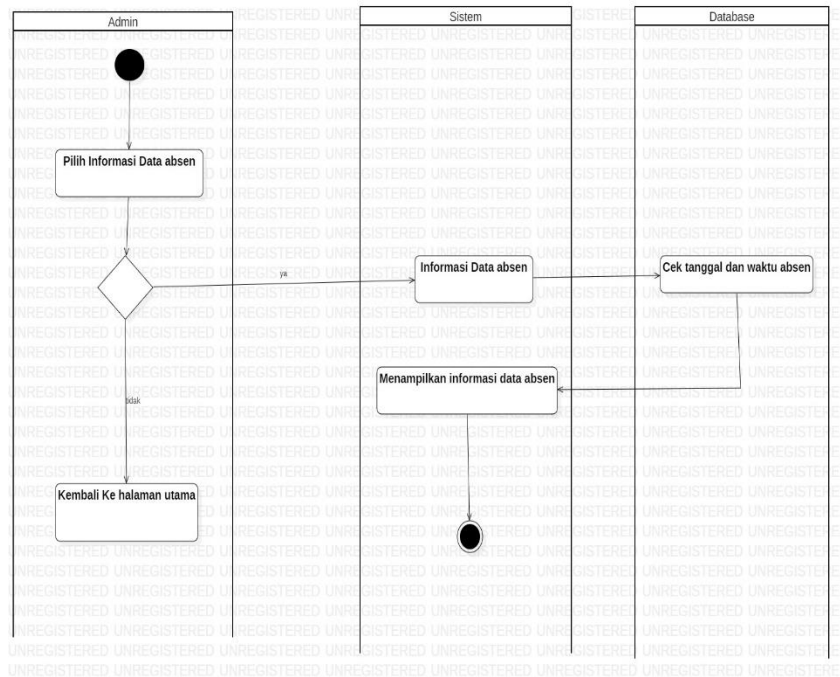 Admin
Sistem
Database
Pilih Informasi Data absen
ya
Informasi Data absen
Cek tanggal dan waktu absen
Menampilkan informasi data absen
tidak
Kembali Ke halaman utama
UNREGISTERED